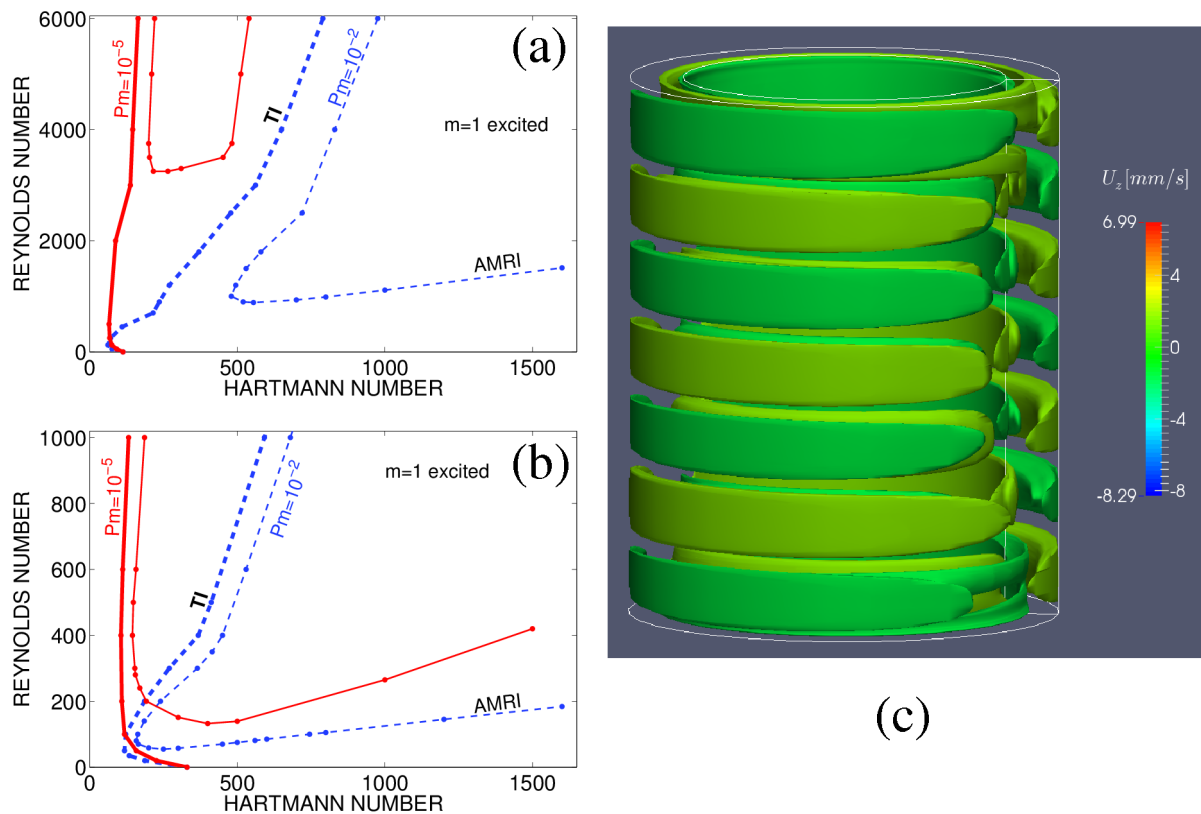 6000
4000
2000
0
REYNOLDS NUMBER
Pm=10^-5
TI
Pm=10^-2
(a)
m=1 excited
AMRI
0 500 1000 1500
HARTMANN NUMBER
1000
800
600
400
200
0
REYNOLDS NUMBER
Pm=10^-5
TI
Pm=10^-2
m=1 excited
(b)
AMRI
0 500 1000 1500
HARTMANN NUMBER
U_z[mm/s]
6.99
4
0
-4
-8.29 -8
(c)